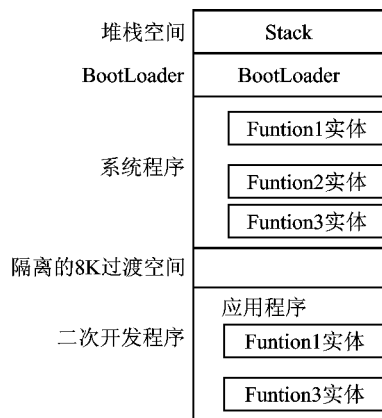 堆栈空间 Stack
BootLoader BootLoader
Funtion1实体
系统程序
Funtion2实体
Funtion3实体
隔离的8K过渡空间
应用程序
二次开发程序 Funtion1实体
Funtion3实体